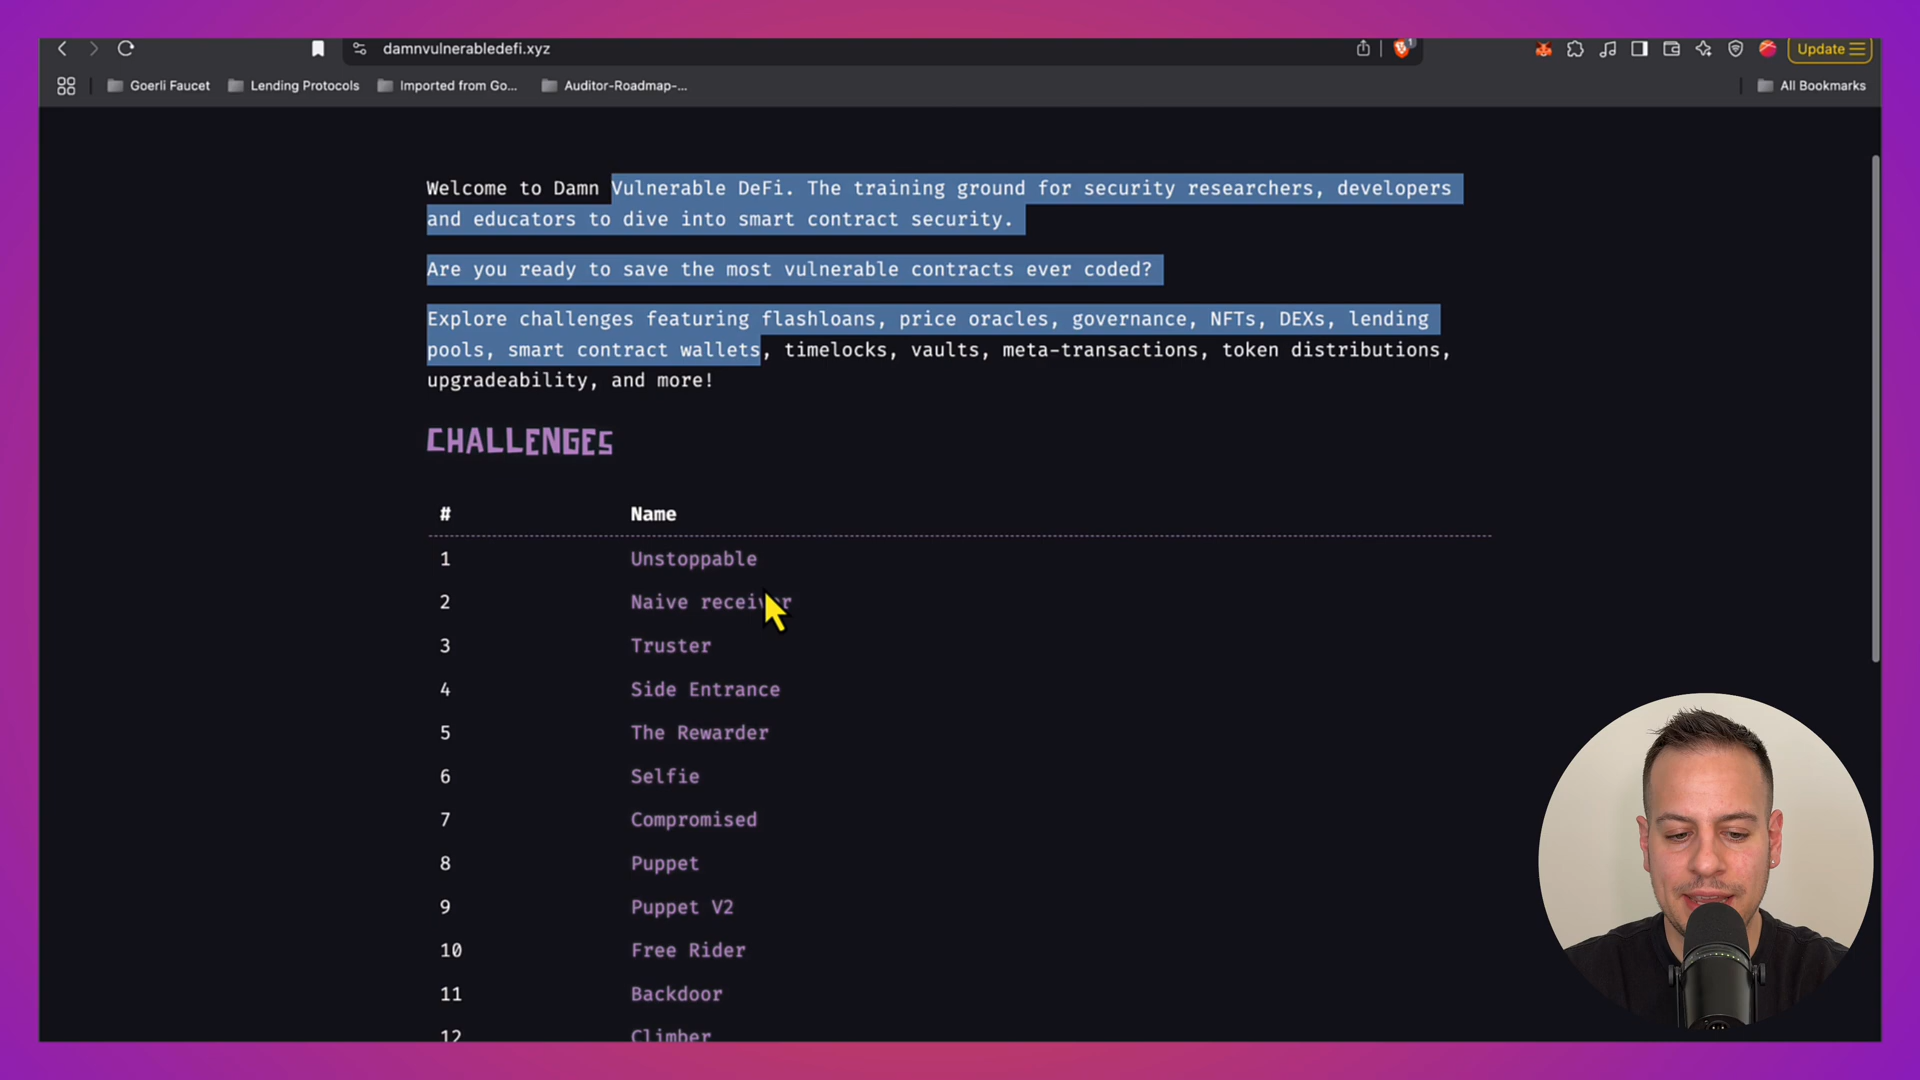 damnvulnerabledefi.xyz
1
Update
Goerli Faucet
Lending Protocols
Imported from Go...
Auditor-Roadmap-...
All Bookmarks
Welcome to Damn Vulnerable DeFi. The training ground for security researchers, developers
and educators to dive into smart contract security.
Are you ready to save the most vulnerable contracts ever coded?
Explore challenges featuring flashloans, price oracles, governance, NFTs, DEXs, lending
pools, smart contract wallets, timelocks, vaults, meta-transactions, token distributions,
upgradeability, and more!
CHALLENGES
# Name
1 Unstoppable
2 Naive receiver
3 Truster
4 Side Entrance
5 The Rewarder
6 Selfie
7 Compromised
8 Puppet
9 Puppet V2
10 Free Rider
11 Backdoor
12 Climber